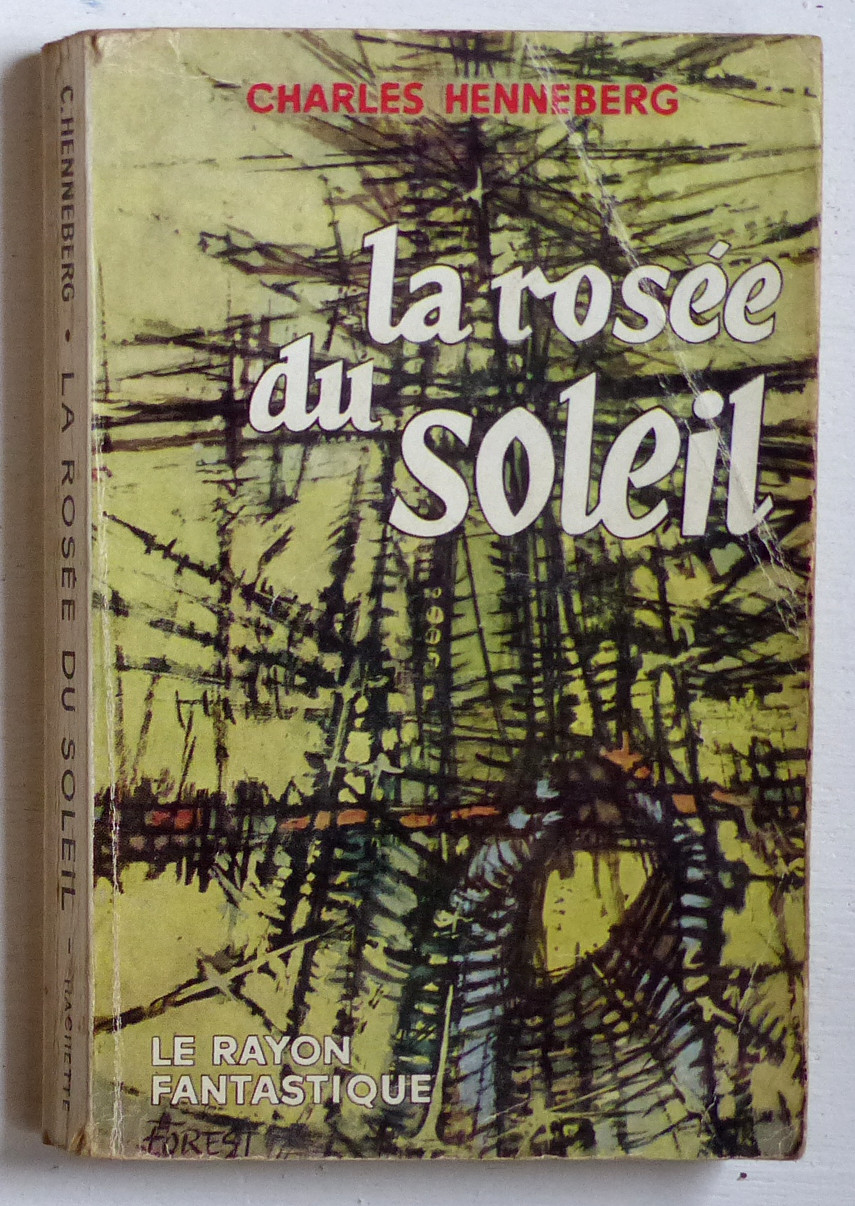 CHARLES HENNEBERG
la rosée
du
soleil
LE RAYON
FANTASTIQUE
FOREST
C. HENNEBERG • LA ROSÉE DU SOLEIL - HACHETTE